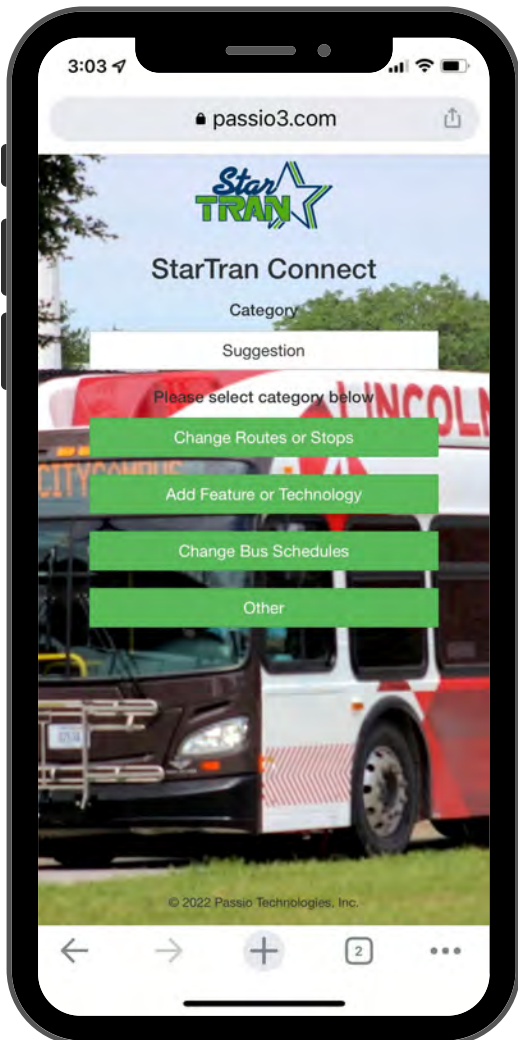 3:03
passio3.com
Star
TRAN
StarTran Connect
Category
Suggestion
Please select category below
LINCOLN
Change Routes or Stops
CITY CAMPUS
Add Feature or Technology
Change Bus Schedules
Other
© 2022 Passio Technologies, Inc.
2